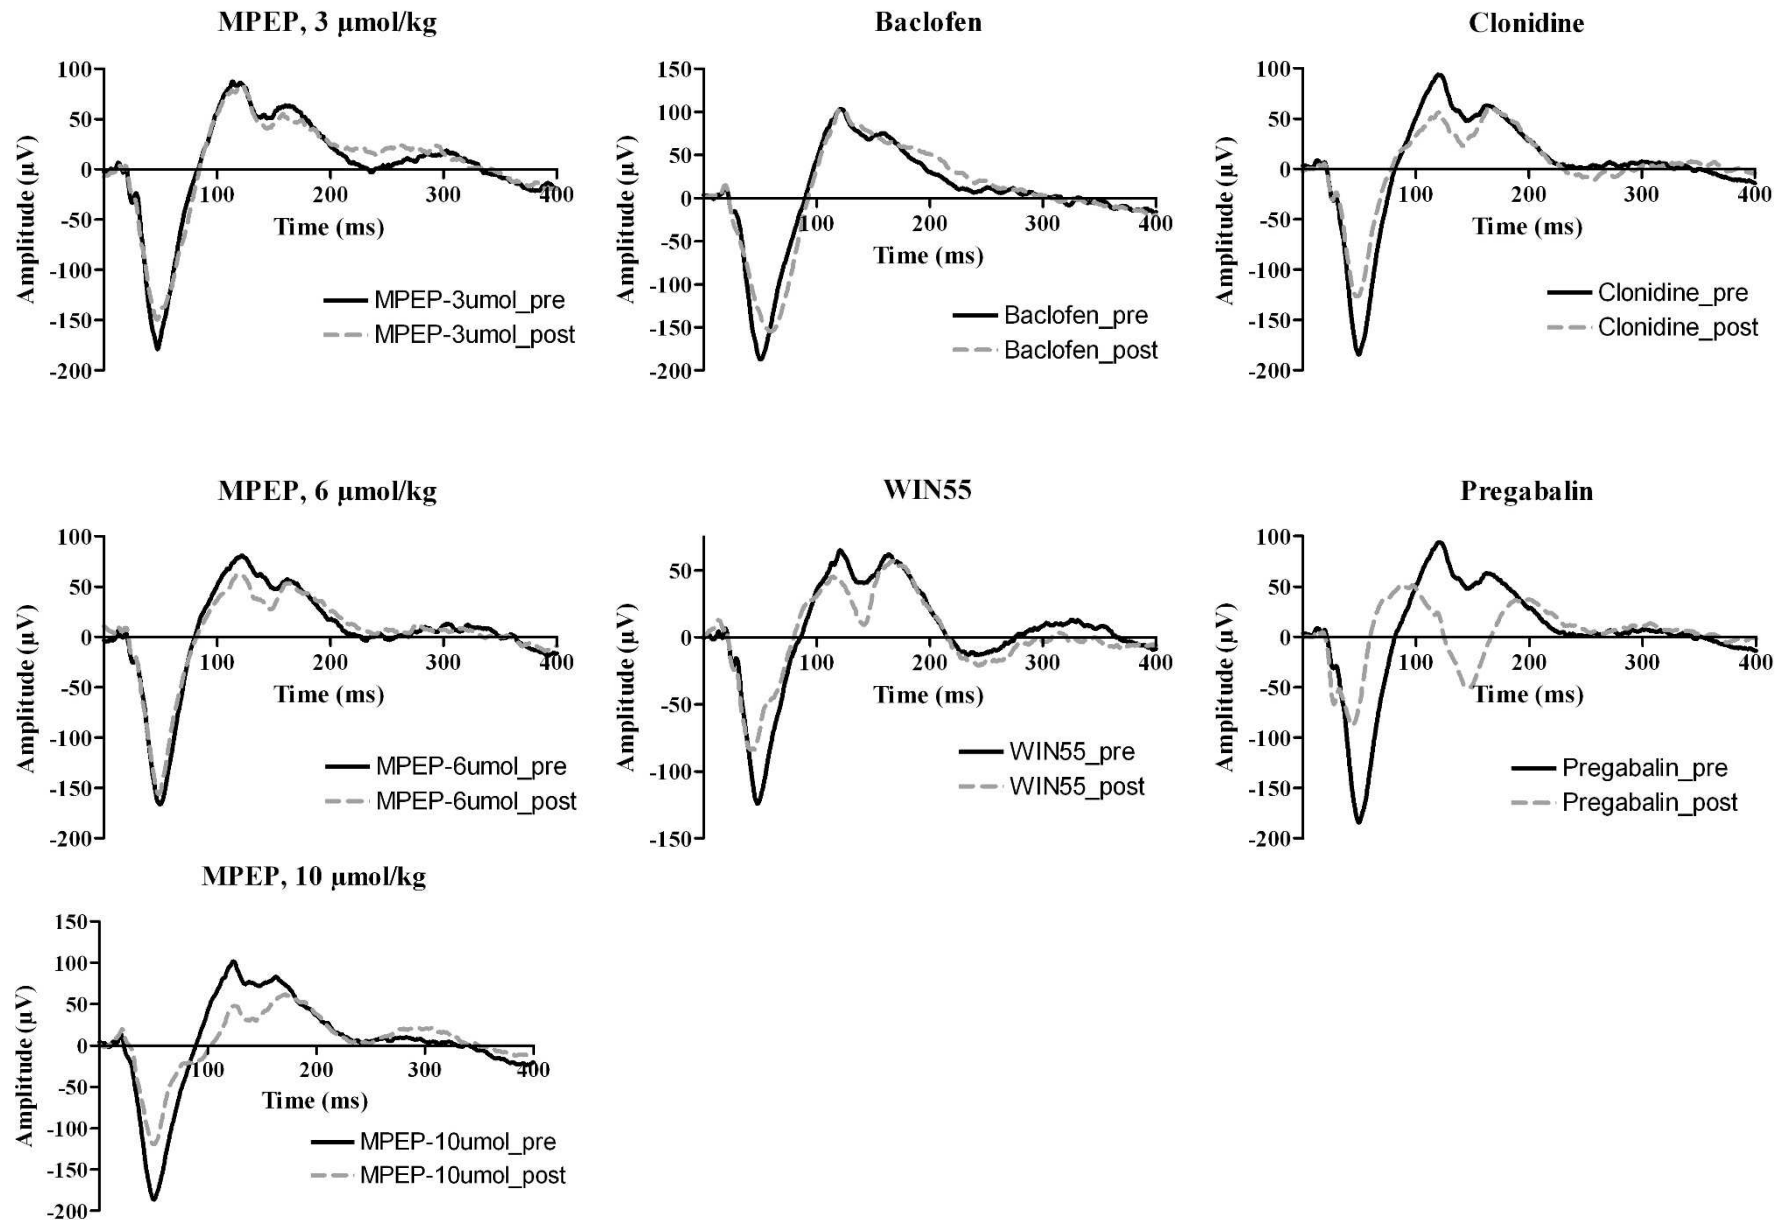 MPEP, 3 µmol/kg
100
50
0
-50
-100
-150
-200
100
200
300
400
Amplitude (µV)
Time (ms)
MPEP-3umol_pre
MPEP-3umol_post
Baclofen
150
100
50
0
-50
-100
-150
-200
100
200
300
400
Amplitude (µV)
Time (ms)
Baclofen_pre
Baclofen_post
Clonidine
100
50
0
-50
-100
-150
-200
100
200
300
400
Amplitude (µV)
Time (ms)
Clonidine_pre
Clonidine_post
MPEP, 6 µmol/kg
100
50
0
-50
-100
-150
-200
100
200
300
400
Amplitude (µV)
Time (ms)
MPEP-6umol_pre
MPEP-6umol_post
WIN55
50
0
-50
-100
-150
100
200
300
400
Amplitude (µV)
Time (ms)
WIN55_pre
WIN55_post
Pregabalin
100
50
0
-50
-100
-150
-200
100
200
300
400
Amplitude (µV)
Time (ms)
Pregabalin_pre
Pregabalin_post
MPEP, 10 µmol/kg
150
100
50
0
-50
-100
-150
-200
100
200
300
400
Amplitude (µV)
Time (ms)
MPEP-10umol_pre
MPEP-10umol_post